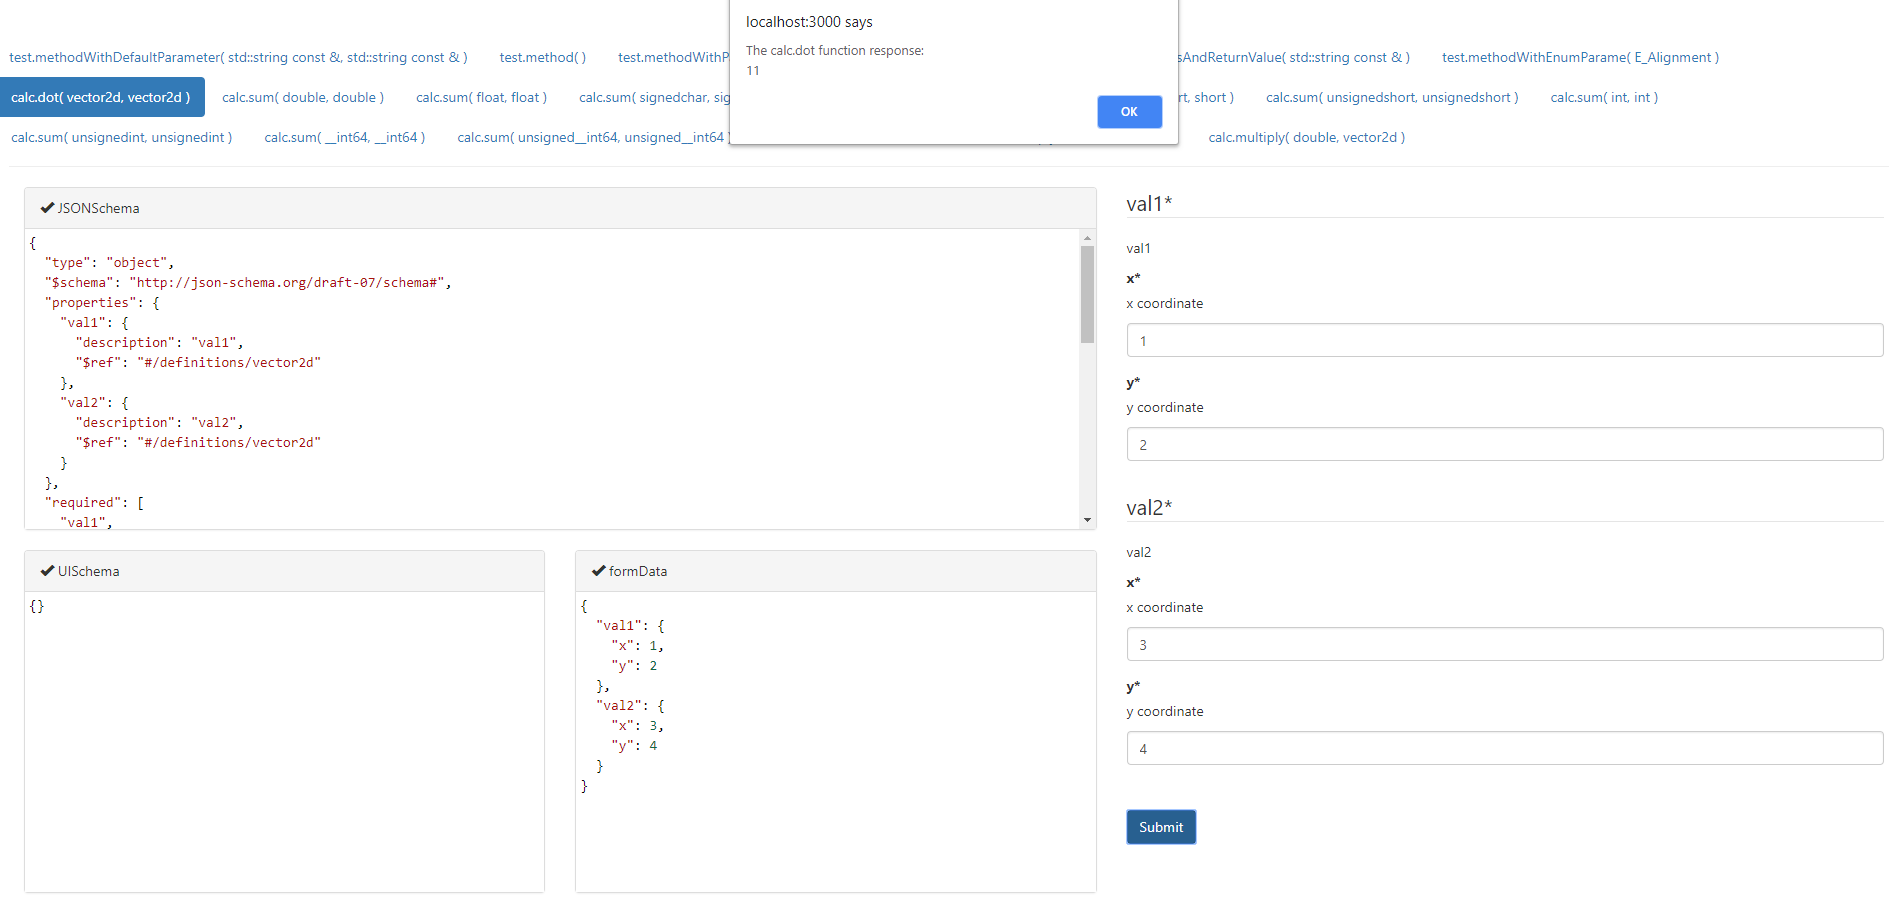 localhost:3000 says
The calc.dot function response:
11
OK
test.methodWithDefaultParameter( std::string const &, std::string const & )
test.method( )
test.methodWithP
sAndReturnValue( std::string const & )
test.methodWithEnumParame( E_Alignment )
calc.dot( vector2d, vector2d )
calc.sum( double, double )
calc.sum( float, float )
calc.sum( signedchar, sig
rt, short )
calc.sum( unsignedshort, unsignedshort )
calc.sum( int, int )
calc.sum( unsignedint, unsignedint )
calc.sum( __int64, __int64 )
calc.sum( unsigned__int64, unsigned__int64 )
calc.multiply( double, vector2d )
JSONSchema
{
"type": "object",
"$schema": "http://json-schema.org/draft-07/schema#",
"properties": {
"val1": {
"description": "val1",
"$ref": "#/definitions/vector2d"
},
"val2": {
"description": "val2",
"$ref": "#/definitions/vector2d"
}
},
"required": [
"val1",
UISchema
{}
formData
{
"val1": {
"x": 1,
"y": 2
},
"val2": {
"x": 3,
"y": 4
}
}
val1*
val1
x*
x coordinate
1
y*
y coordinate
2
val2*
val2
x*
x coordinate
3
y*
y coordinate
4
Submit